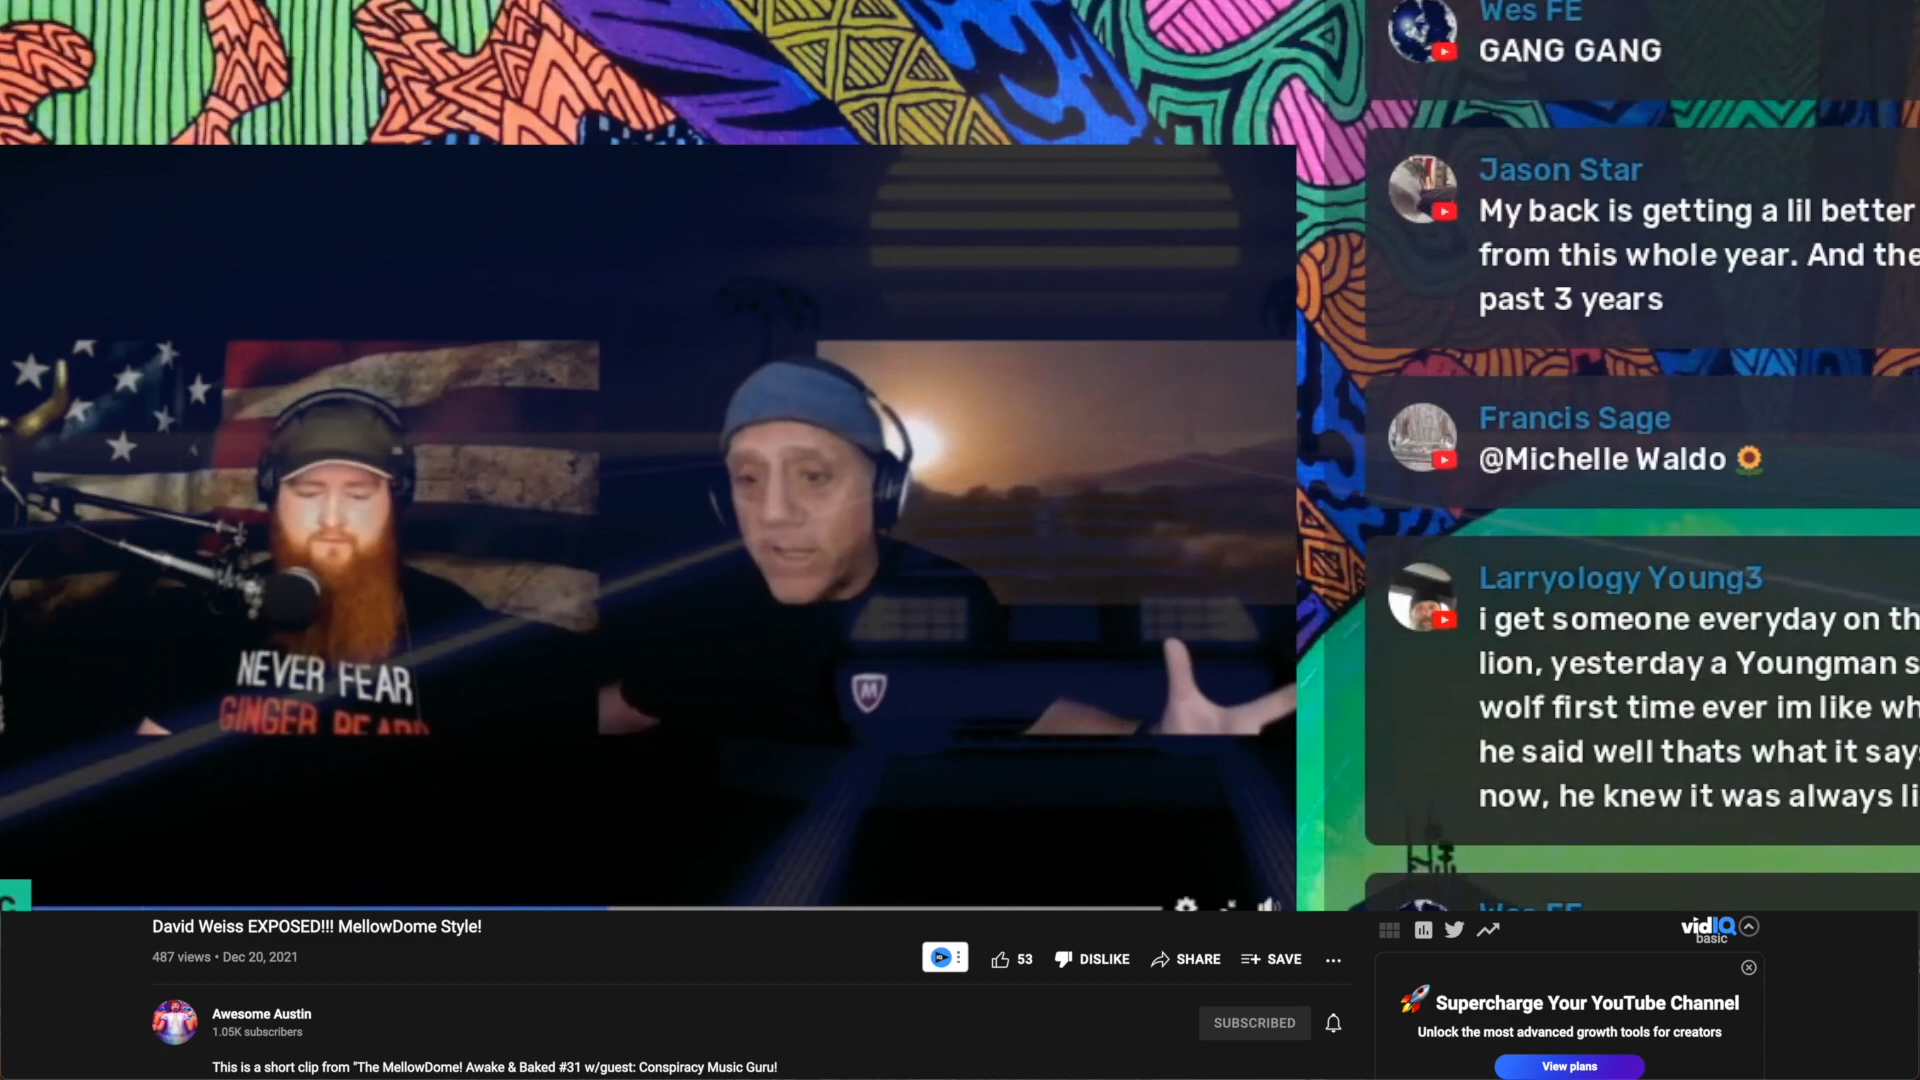 Wes FE
GANG GANG
Jason Star
My back is getting a lil better
from this whole year. And the
past 3 years
Francis Sage
@Michelle Waldo 🌻
Larryology Young3
i get someone everyday on th
lion, yesterday a Youngman s
wolf first time ever im like wh
he said well thats what it says
now, he knew it was always li
Wes FE
NEVER FEAR
GINGER BEARD
M
David Weiss EXPOSED!!! MellowDome Style!
487 views • Dec 20, 2021
53 DISLIKE SHARE SAVE ...
Awesome Austin
1.05K subscribers
SUBSCRIBED
This is a short clip from "The MellowDome! Awake & Baked #31 w/guest: Conspiracy Music Guru!
vidIQ
basic
🚀 Supercharge Your YouTube Channel
Unlock the most advanced growth tools for creators
View plans